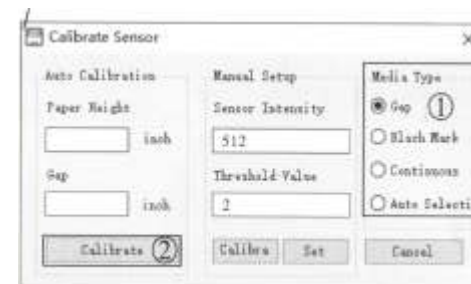 Calibrate Sensor
Auto Calibration
Paper Height
inch
Gap
inch
Calibrate ②
Manual Setup
Sensor Intensity
512
Threshold Value
2
Calibra
Set
Media Type
Gap ①
Black Mark
Continuous
Auto Selecti
Cancel